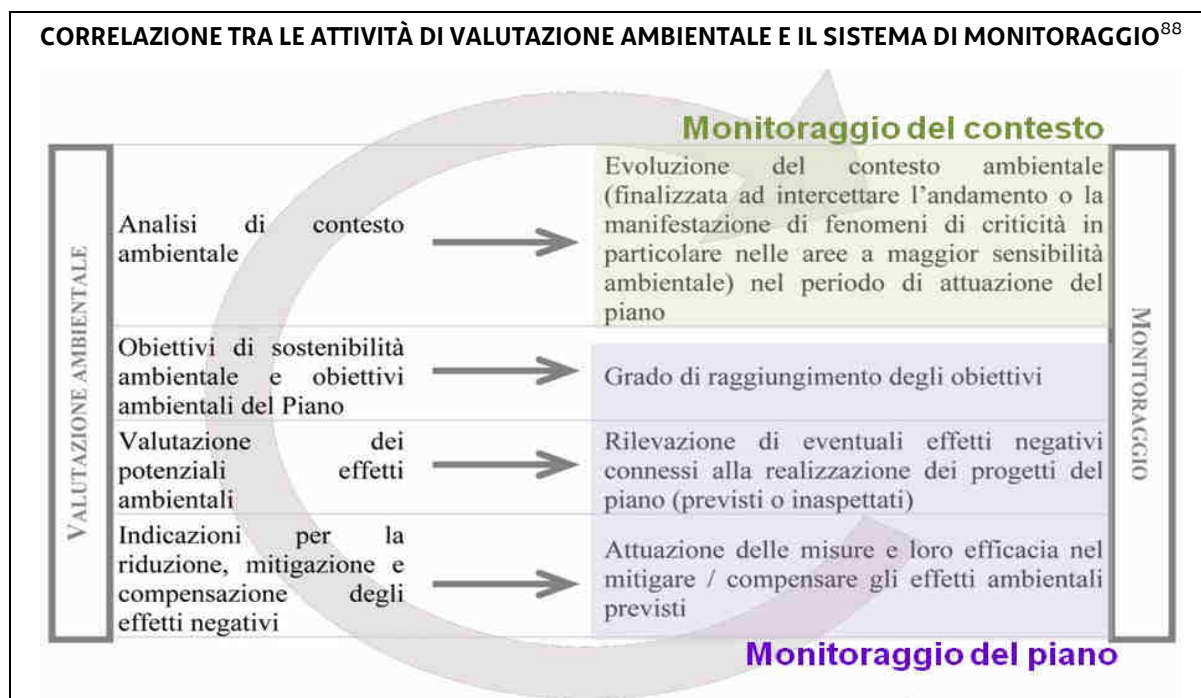 CORRELAZIONE TRA LE ATTIVITÀ DI VALUTAZIONE AMBIENTALE E IL SISTEMA DI MONITORAGGIO88
Monitoraggio del contesto
VALUTAZIONE AMBIENTALE
Analisi di contesto
ambientale
Evoluzione del contesto ambientale
(finalizzata ad intercettare l'andamento o la
manifestazione di fenomeni di criticità in
particolare nelle aree a maggior sensibilità
ambientale) nel periodo di attuazione del
piano
Obiettivi di sostenibilità
ambientale e obiettivi
ambientali del Piano
Grado di raggiungimento degli obiettivi
Valutazione dei
potenziali effetti
ambientali
Rilevazione di eventuali effetti negativi
connessi alla realizzazione dei progetti del
piano (previsti o inaspettati)
Indicazioni per la
riduzione, mitigazione e
compensazione degli
effetti negativi
Attuazione delle misure e loro efficacia nel
mitigare / compensare gli effetti ambientali
previsti
MONITORAGGIO
Monitoraggio del piano